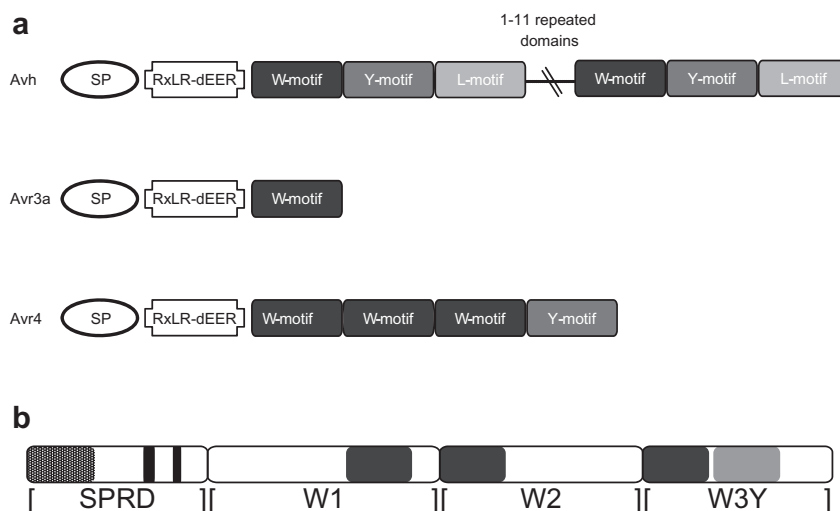 a
1-11 repeated
domains
Avh SP RxLR-dEER W-motif Y-motif L-motif W-motif Y-motif L-motif
Avr3a SP RxLR-dEER W-motif
Avr4 SP RxLR-dEER W-motif W-motif W-motif Y-motif
b
[ SPRD ][ W1 ][ W2 ][ W3Y ]